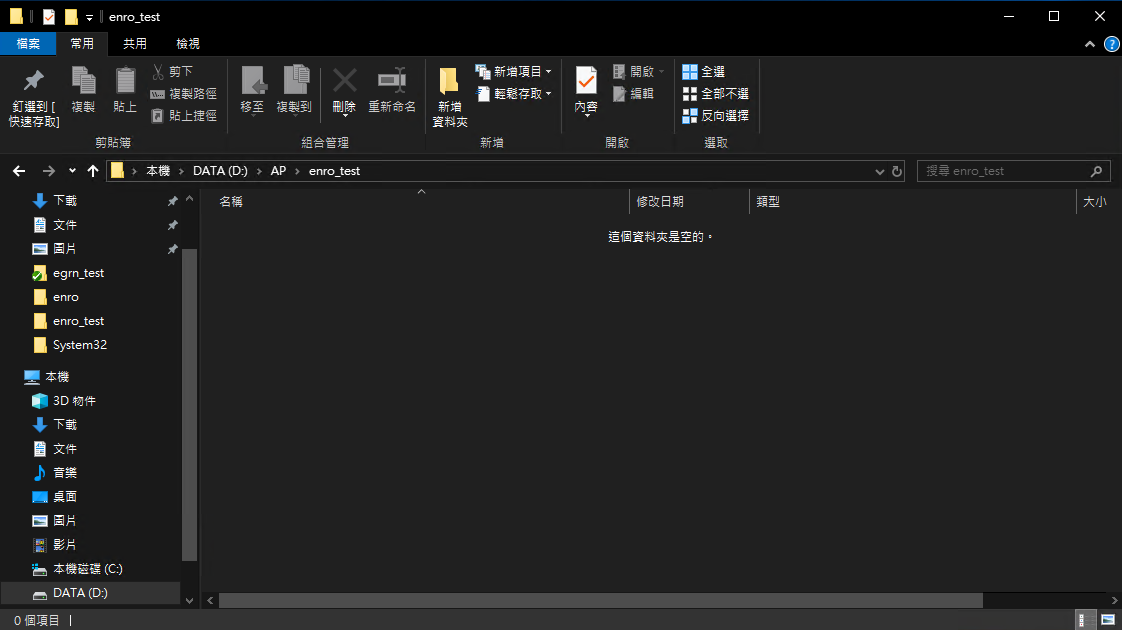 enro_test
檔案 常用 共用 檢視
釘選到 [快速存取]
複製
貼上
剪下
複製路徑
貼上捷徑
剪貼簿
移至
複製到
刪除
重新命名
組合管理
新增資料夾
新增項目
輕鬆存取
新增
內容
開啟
編輯
開啟
全選
全部不選
反向選擇
選取
本機 > DATA (D:) > AP > enro_test
搜尋 enro_test
下載
文件
圖片
egrn_test
enro
enro_test
System32
本機
3D 物件
下載
文件
音樂
桌面
圖片
影片
本機磁碟 (C:)
DATA (D:)
名稱 修改日期 類型 大小
這個資料夾是空的。
0 個項目